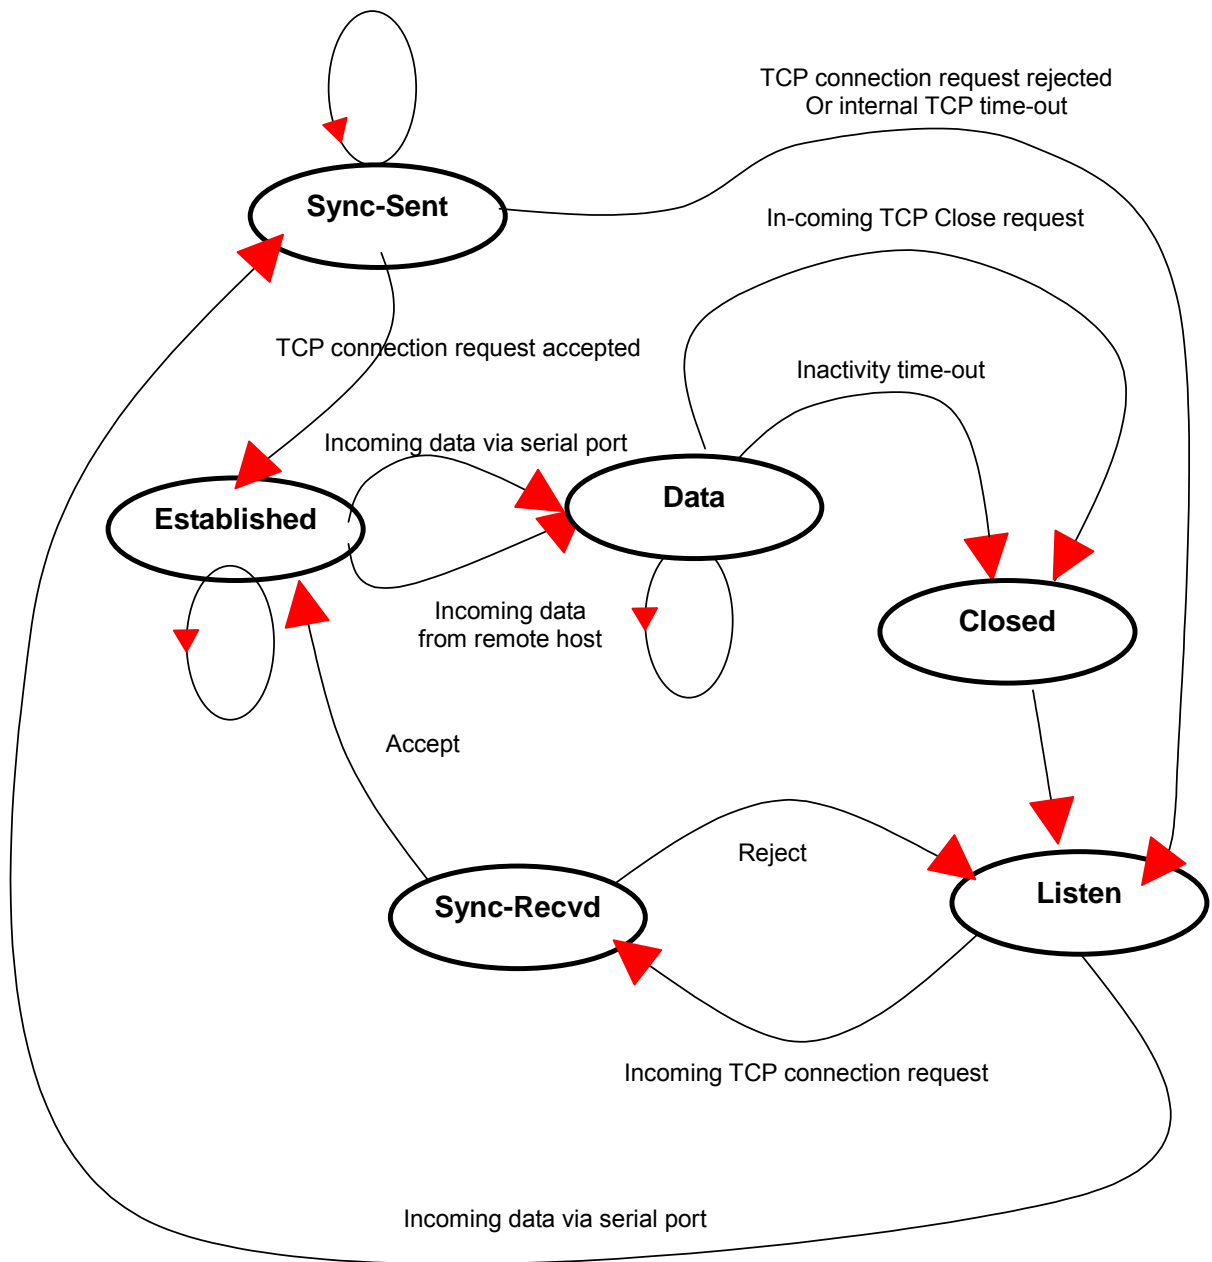 TCP connection request rejected
Or internal TCP time-out
Sync-Sent
In-coming TCP Close request
TCP connection request accepted
Inactivity time-out
Incoming data via serial port
Data
Established
Incoming data
from remote host
Closed
Accept
Reject
Listen
Sync-Recvd
Incoming TCP connection request
Incoming data via serial port